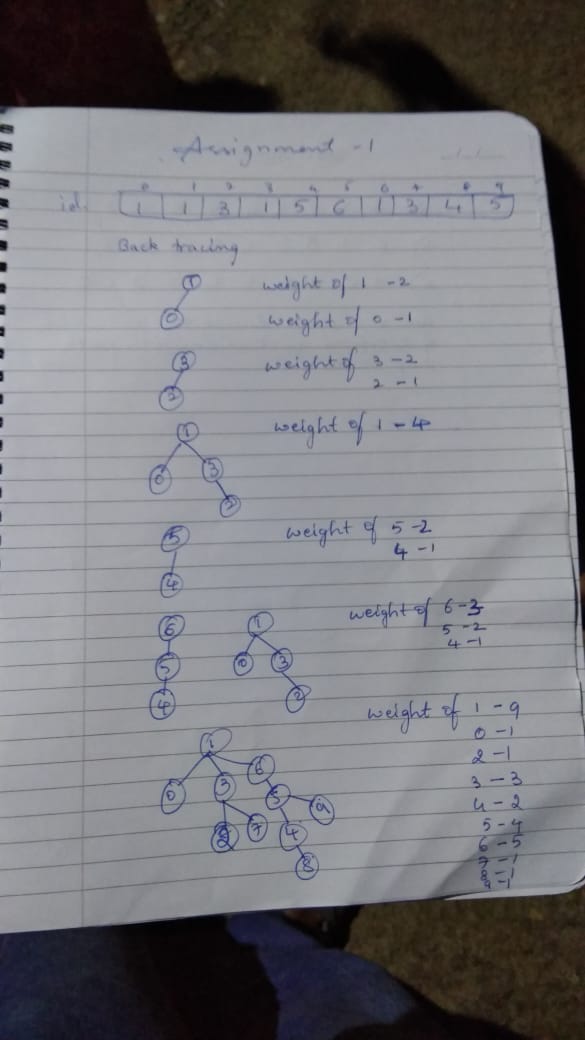 Assignment -1
0 1 2 3 4 5 6 7 8 9
id. 1 1 3 1 5 6 1 3 4 5
Back tracing
1 weight of 1 -2
0 weight of 0 -1
3 weight of 3 -2
2 2 -1
1 weight of 1 -4
0 3
2
5 weight of 5 -2
4 4 -1
6 1 weight of 6 -3
5 0 3 5 -2
4 2 4 -1
1 weight of 1 -9
0 -1
6 2 -1
0 3 3 -3
5 9 4 -2
2 7 4 5 -4
8 6 -5
7 -1
8 -1
9 -1